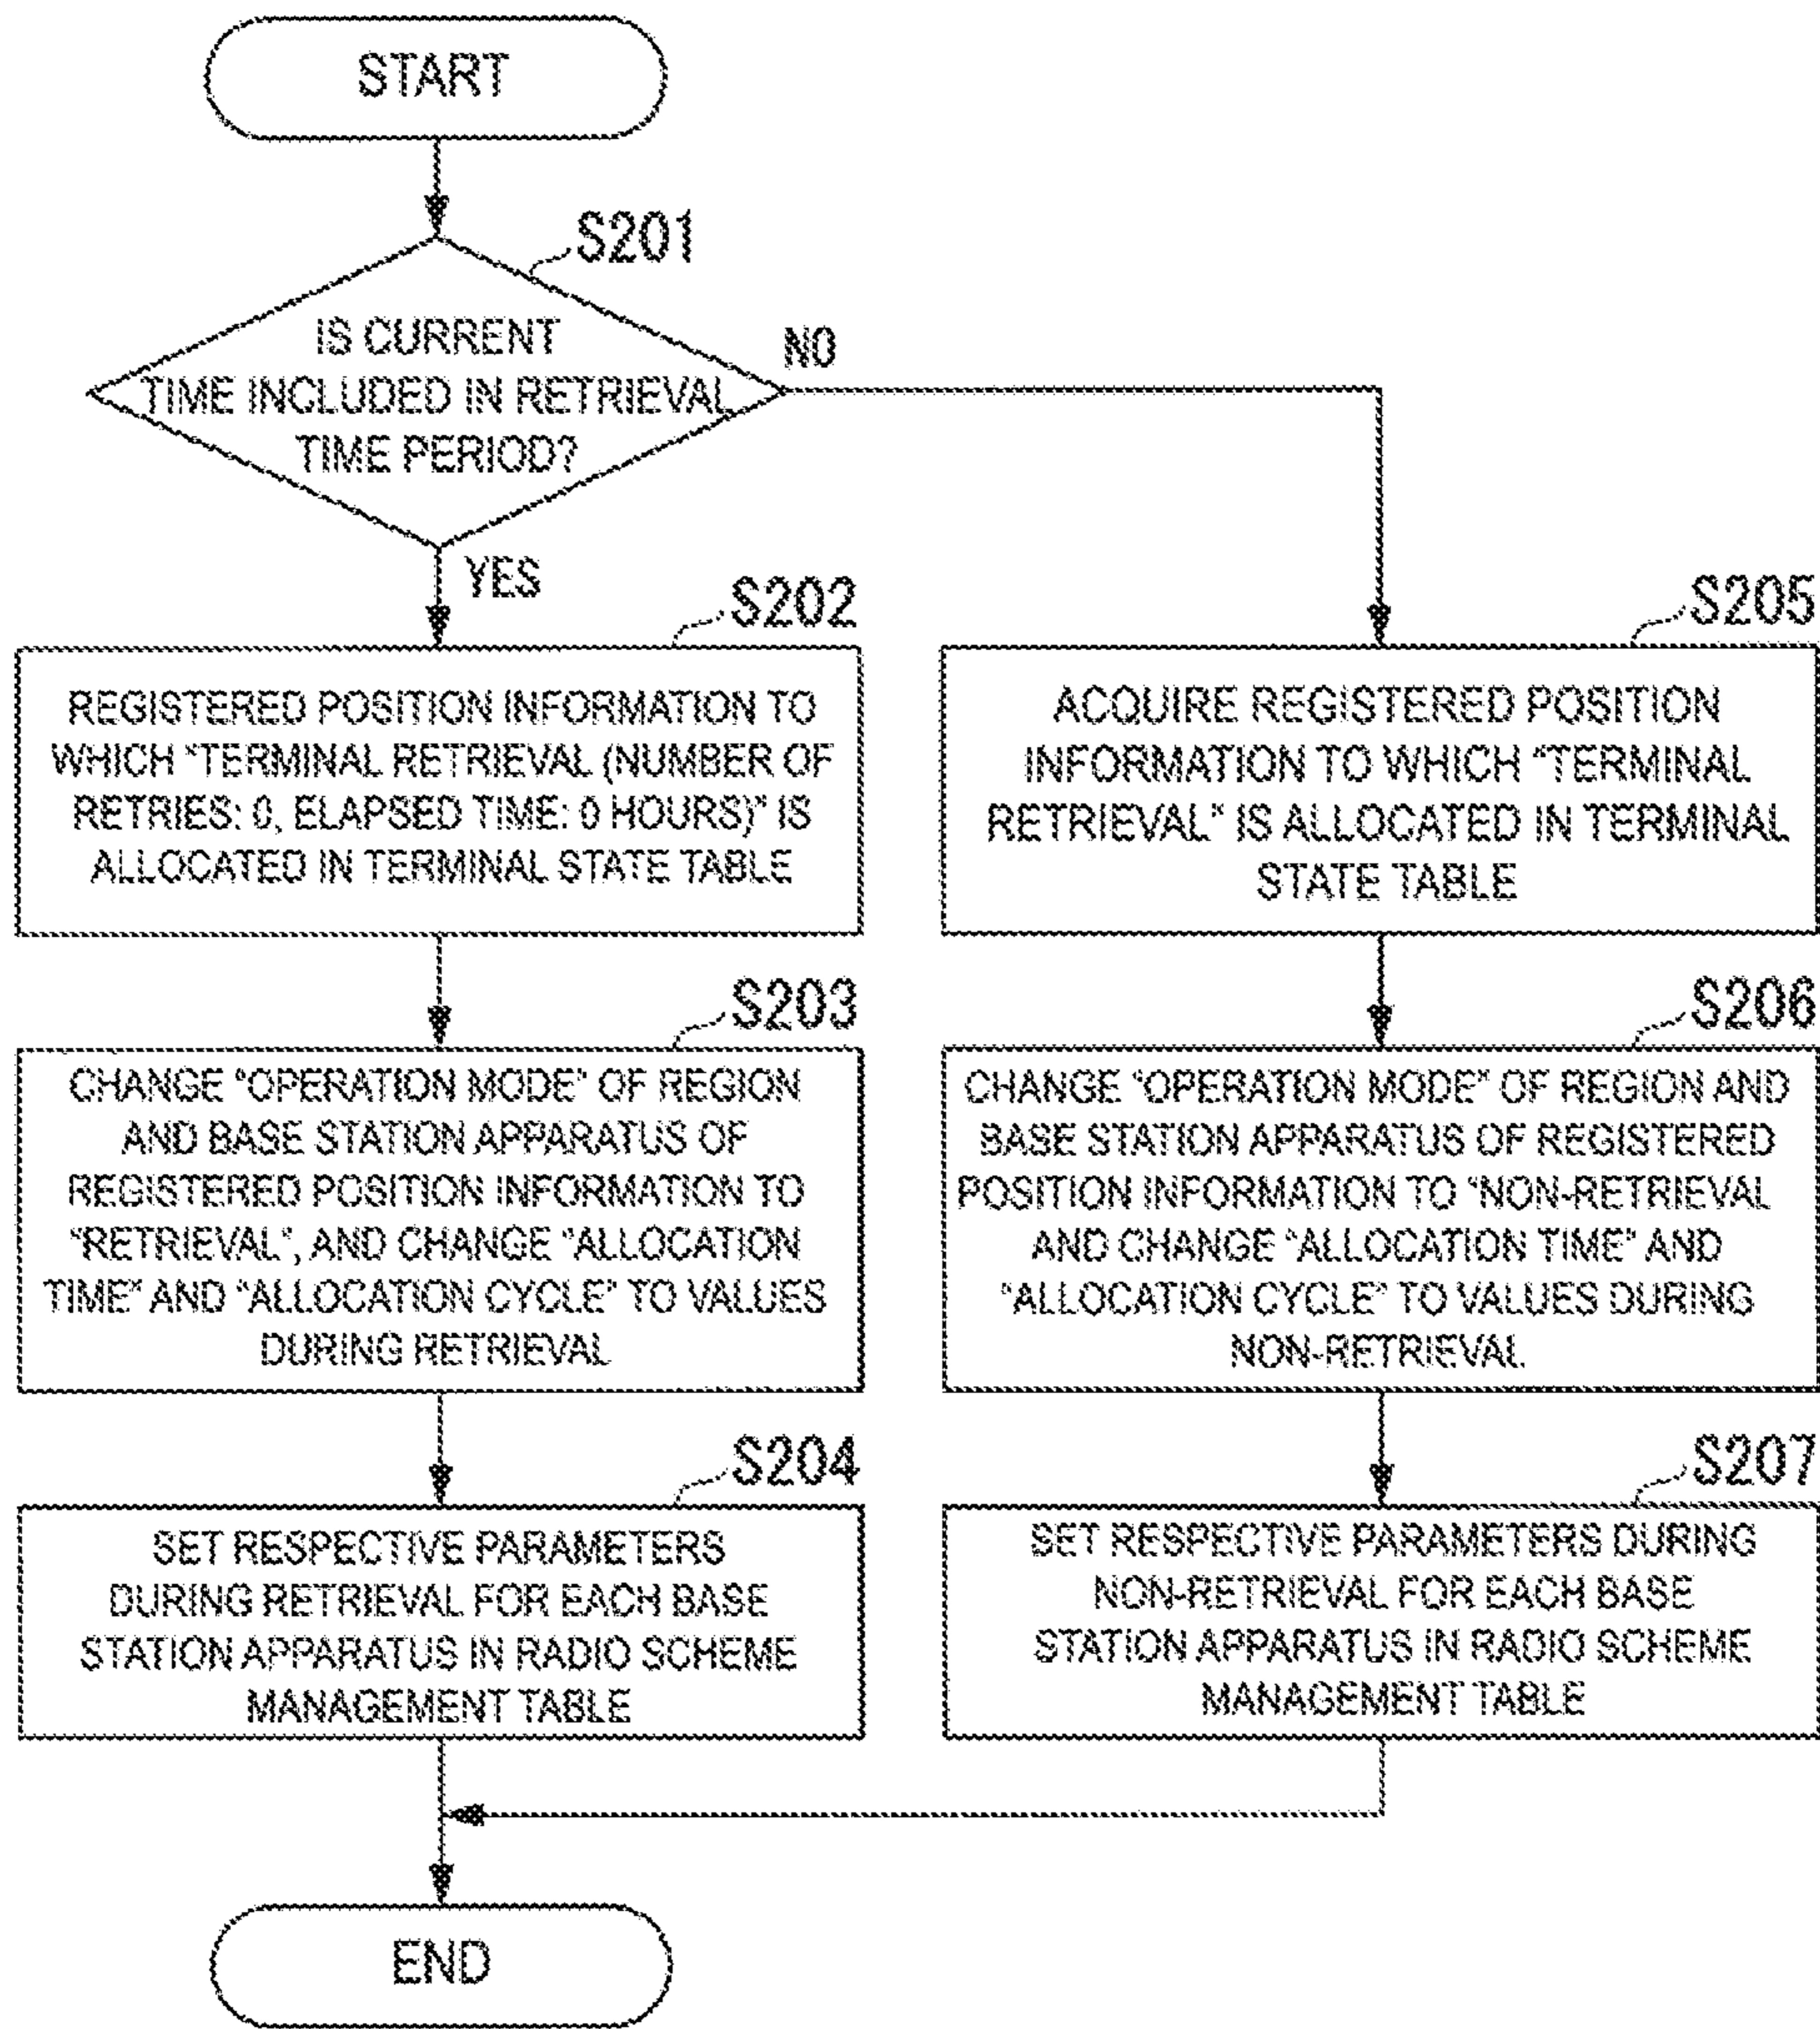 START
S201
IS CURRENT
TIME INCLUDED IN RETRIEVAL
TIME PERIOD?
NO
YES
S202
REGISTERED POSITION INFORMATION TO
WHICH "TERMINAL RETRIEVAL (NUMBER OF
RETRIES: 0, ELAPSED TIME: 0 HOURS)" IS
ALLOCATED IN TERMINAL STATE TABLE
S203
CHANGE "OPERATION MODE" OF REGION
AND BASE STATION APPARATUS OF
REGISTERED POSITION INFORMATION TO
"RETRIEVAL", AND CHANGE "ALLOCATION
TIME" AND "ALLOCATION CYCLE" TO VALUES
DURING RETRIEVAL
S204
SET RESPECTIVE PARAMETERS
DURING RETRIEVAL FOR EACH BASE
STATION APPARATUS IN RADIO SCHEME
MANAGEMENT TABLE
S205
ACQUIRE REGISTERED POSITION
INFORMATION TO WHICH "TERMINAL
RETRIEVAL" IS ALLOCATED IN TERMINAL
STATE TABLE
S206
CHANGE "OPERATION MODE" OF REGION AND
BASE STATION APPARATUS OF REGISTERED
POSITION INFORMATION TO "NON-RETRIEVAL
AND CHANGE "ALLOCATION TIME" AND
"ALLOCATION CYCLE" TO VALUES DURING
NON-RETRIEVAL
S207
SET RESPECTIVE PARAMETERS DURING
NON-RETRIEVAL FOR EACH BASE
STATION APPARATUS IN RADIO SCHEME
MANAGEMENT TABLE
END